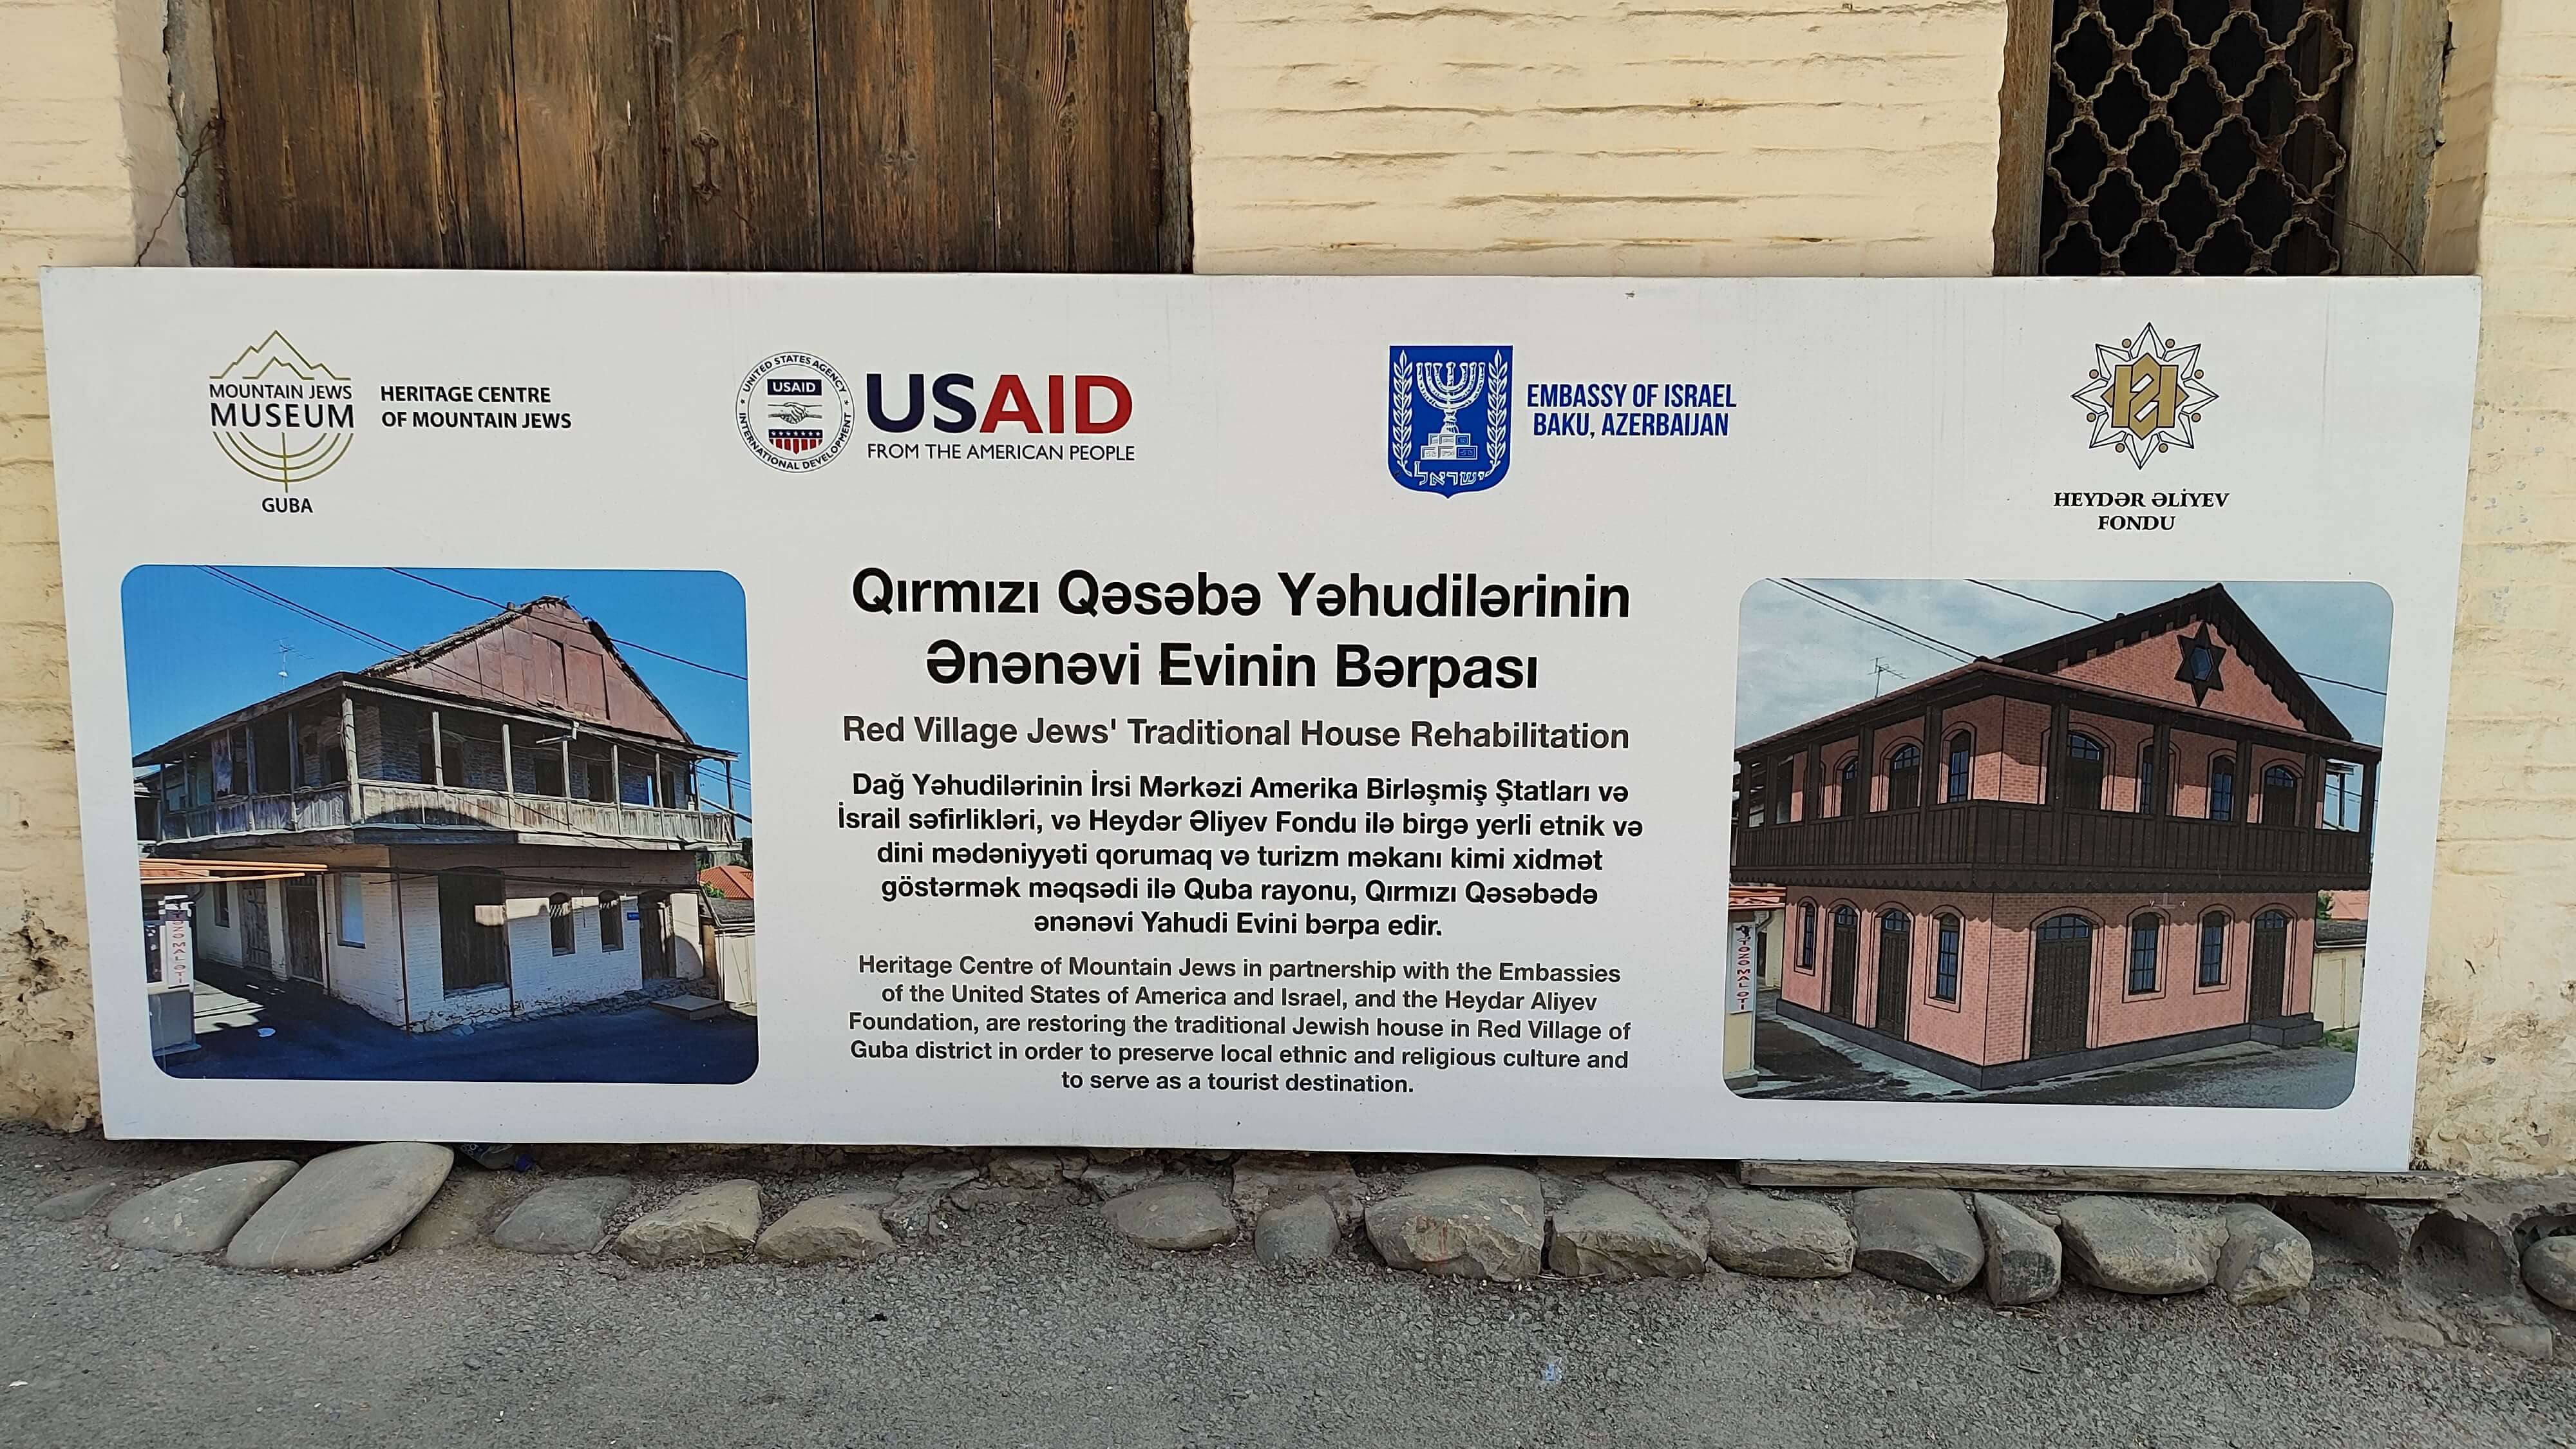 MOUNTAIN JEWS
MUSEUM
GUBA
HERITAGE CENTRE
OF MOUNTAIN JEWS
UNITED STATES AGENCY
USAID
INTERNATIONAL DEVELOPMENT
USAID
FROM THE AMERICAN PEOPLE
ישראל
EMBASSY OF ISRAEL
BAKU, AZERBAIJAN
HEYDƏR ƏLİYEV
FONDU
Qırmızı Qəsəbə Yəhudilərinin
Ənənəvi Evinin Bərpası
Red Village Jews' Traditional House Rehabilitation
Dağ Yəhudilərinin İrsi Mərkəzi Amerika Birləşmiş Ştatları və
İsrail səfirlikləri, və Heydər Əliyev Fondu ilə birgə yerli etnik və
dini mədəniyyəti qorumaq və turizm məkanı kimi xidmət
göstərmək məqsədi ilə Quba rayonu, Qırmızı Qəsəbədə
ənənəvi Yahudi Evini bərpa edir.
Heritage Centre of Mountain Jews in partnership with the Embassies
of the United States of America and Israel, and the Heydar Aliyev
Foundation, are restoring the traditional Jewish house in Red Village of
Guba district in order to preserve local ethnic and religious culture and
to serve as a tourist destination.
TƏZƏ MAL ƏTİ
TƏZƏ MAL ƏTİ